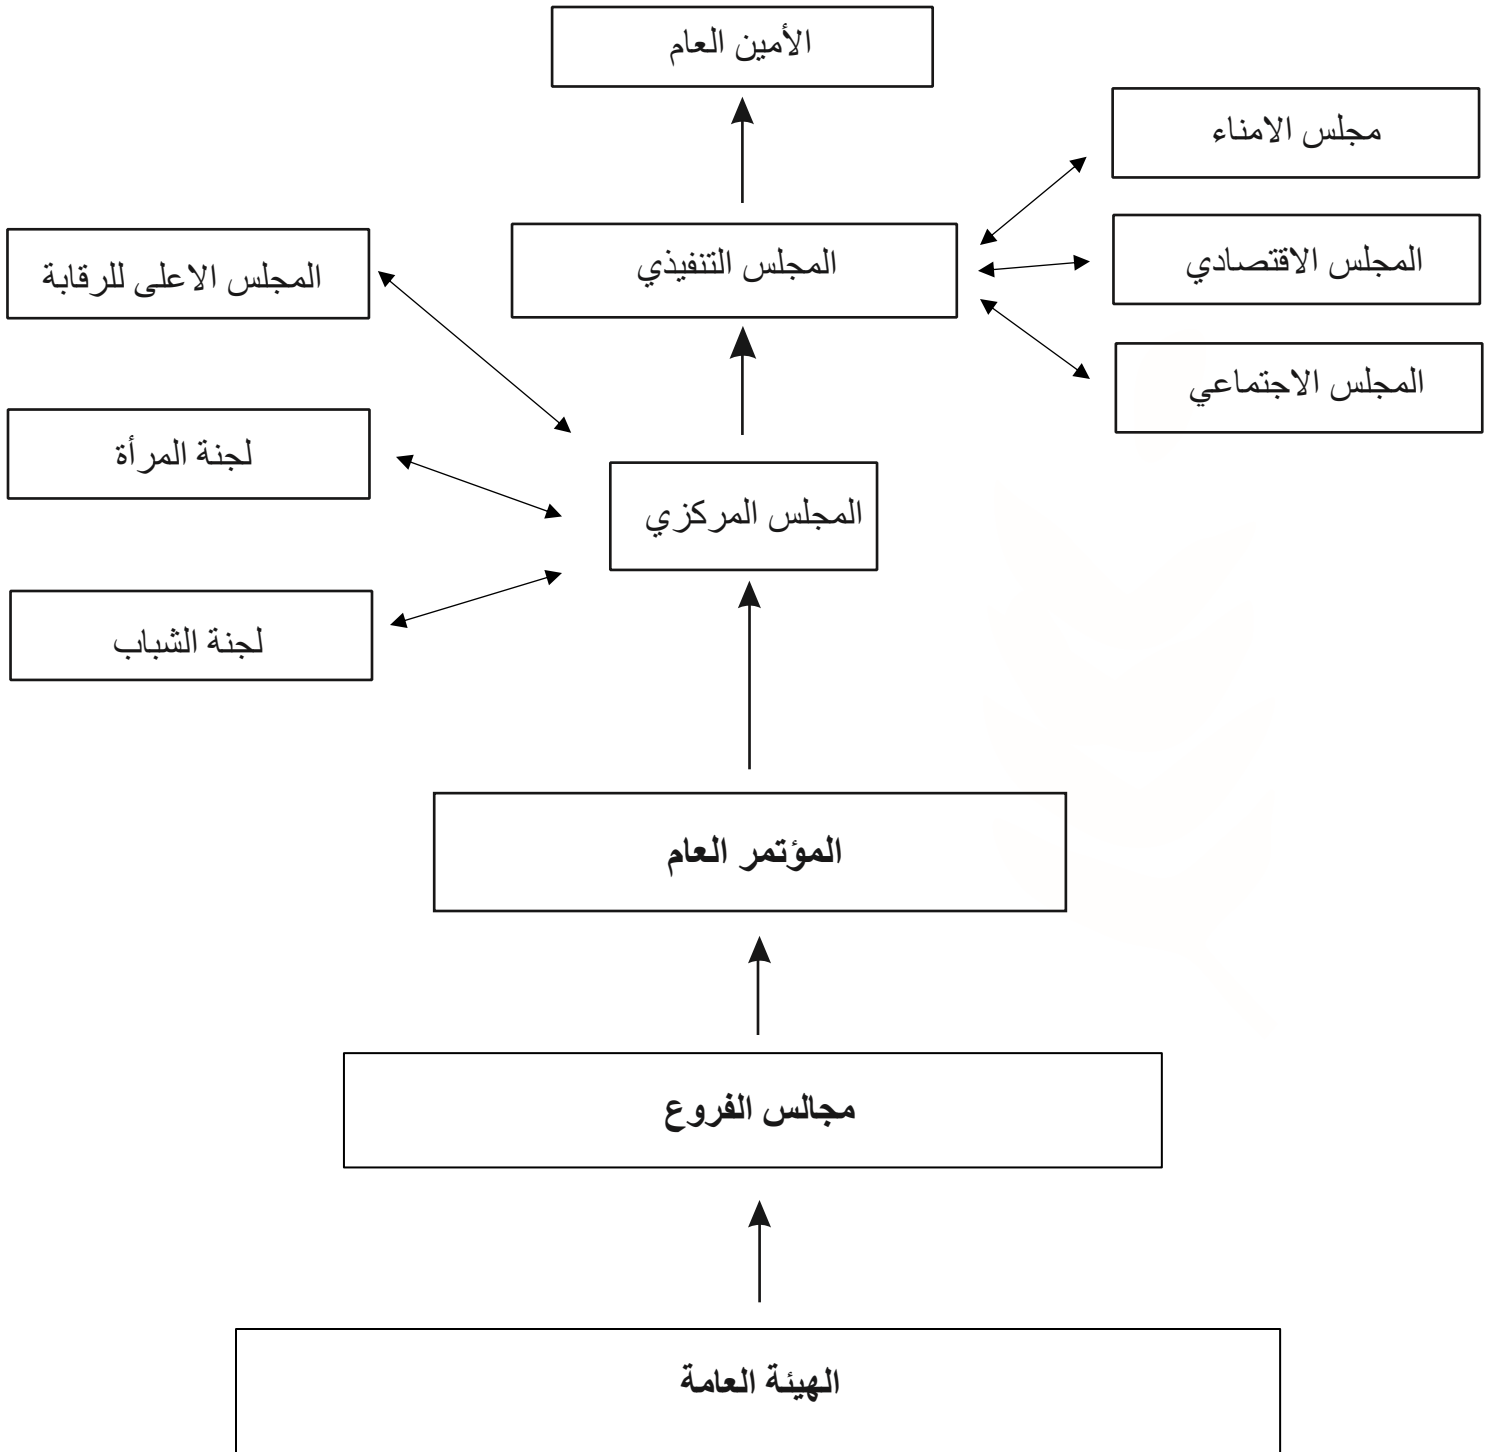 الأمين العام
مجلس الامناء
المجلس التنفيذي
المجلس الاقتصادي
المجلس الاعلى للرقابة
المجلس الاجتماعي
لجنة المرأة
المجلس المركزي
لجنة الشباب
المؤتمر العام
مجالس الفروع
الهيئة العامة